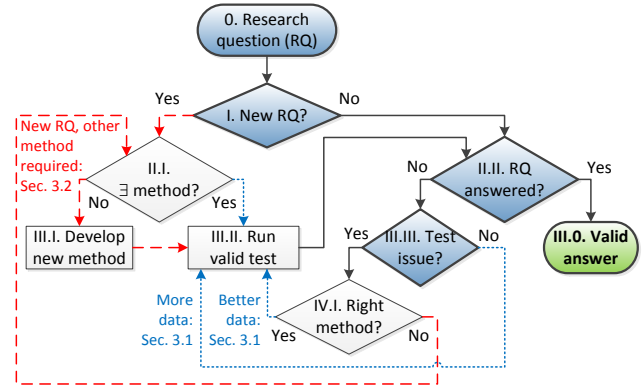 0. Research
question (RQ)
Yes
I. New RQ?
No
New RQ, other
method
required:
Sec. 3.2
II.I.
∃ method?
No
Yes
II.II. RQ
answered?
No
Yes
III.I. Develop
new method
III.II. Run
valid test
III.III. Test
issue?
Yes
No
III.0. Valid
answer
More
data:
Sec. 3.1
Better
data:
Sec. 3.1
IV.I. Right
method?
Yes
No